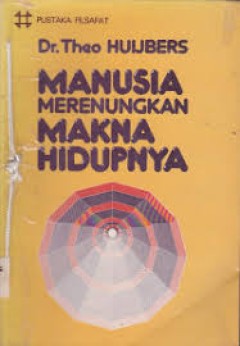 PUSTAKA FILSAFAT
Dr. Theo HUIJBERS
MANUSIA
MERENUNGKAN
MAKNA
HIDUPNYA